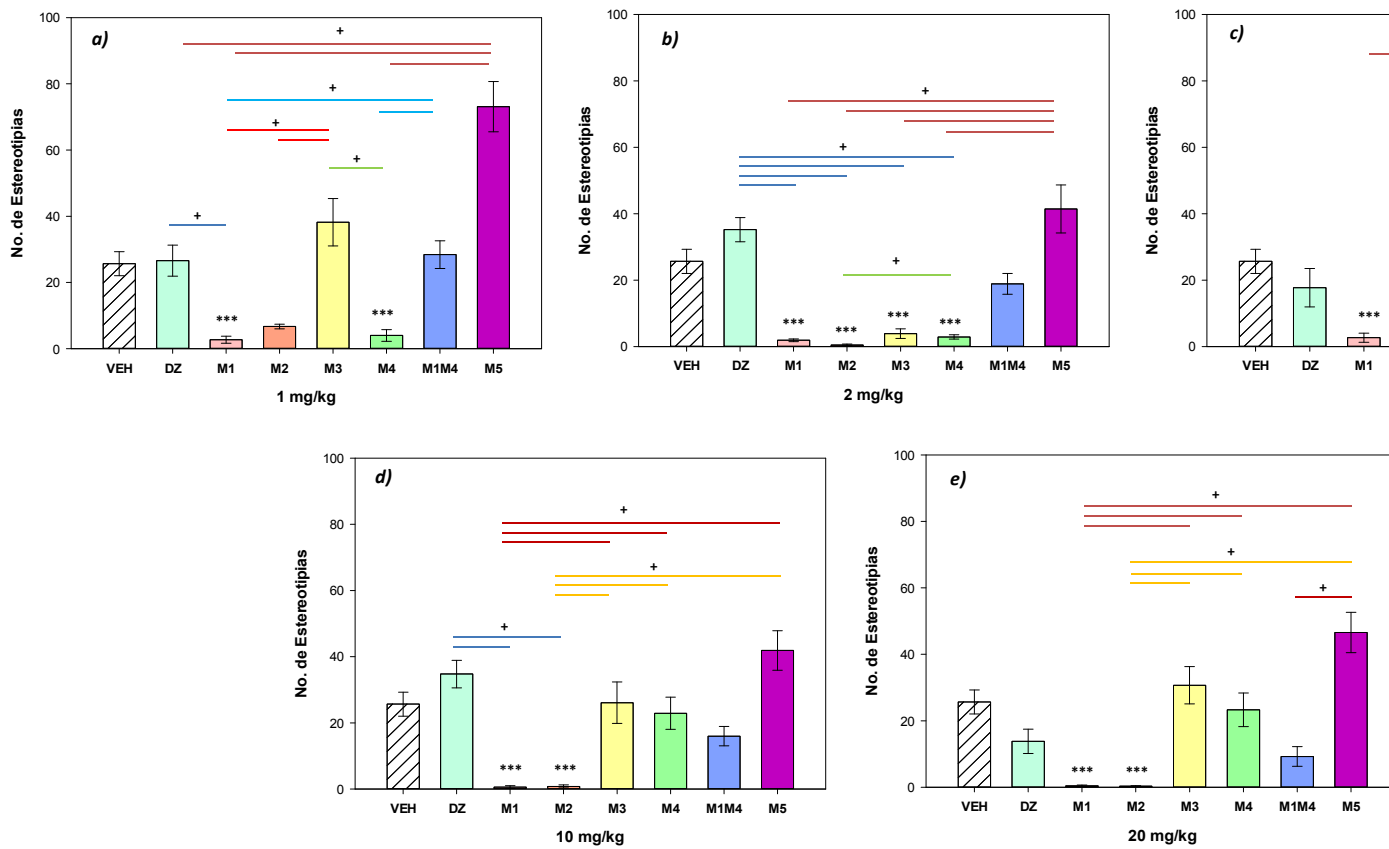 a)
No. de Estereotipias
100
80
60
40
20
0
+
+
+
+
+
***
***
VEH DZ M1 M2 M3 M4 M1M4 M5
1 mg/kg
b)
No. de Estereotipias
100
80
60
40
20
0
+
+
+
***
***
***
***
VEH DZ M1 M2 M3 M4 M1M4 M5
2 mg/kg
c)
No. de Estereotipias
100
80
60
40
20
0
***
VEH DZ M1
d)
No. de Estereotipias
100
80
60
40
20
0
+
+
+
***
***
VEH DZ M1 M2 M3 M4 M1M4 M5
10 mg/kg
e)
No. de Estereotipias
100
80
60
40
20
0
+
+
+
***
***
VEH DZ M1 M2 M3 M4 M1M4 M5
20 mg/kg